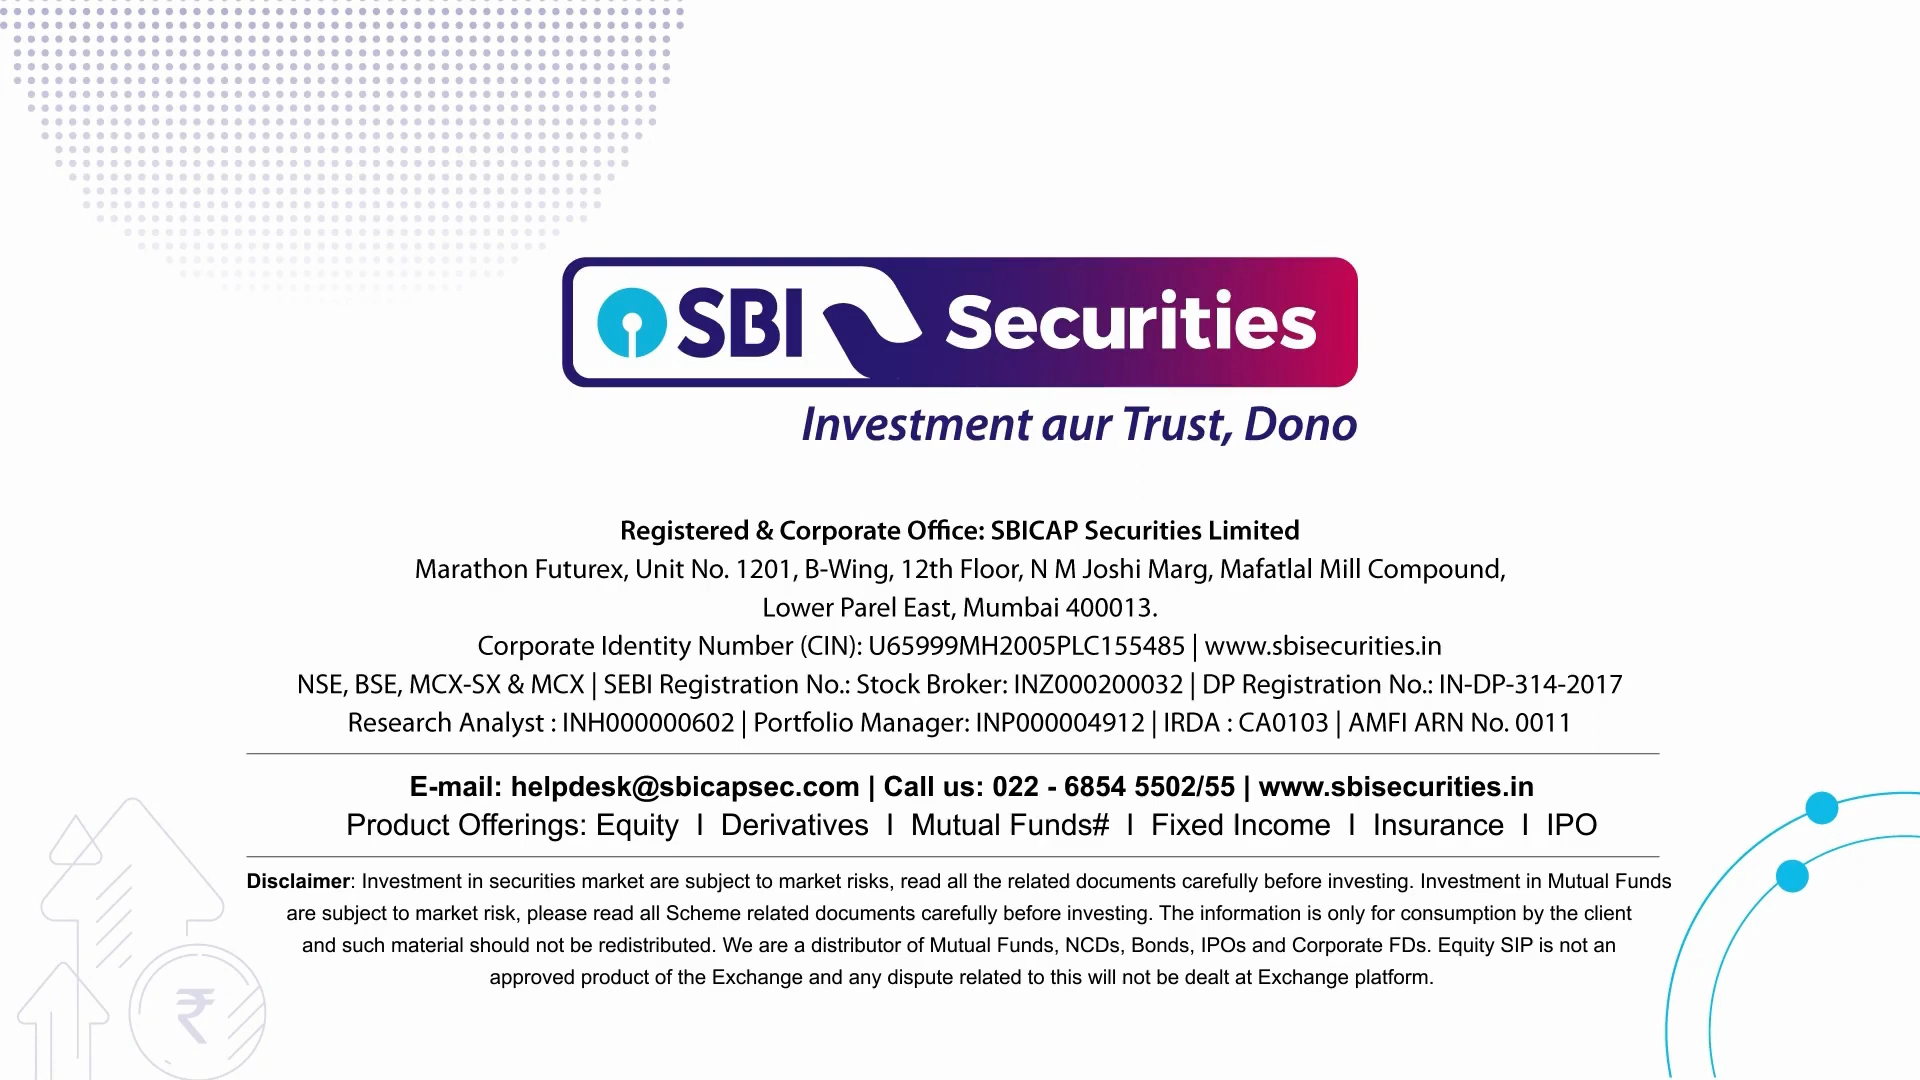 SBI Securities
Investment aur Trust, Dono
Registered & Corporate Office: SBICAP Securities Limited
Marathon Futurex, Unit No. 1201, B-Wing, 12th Floor, N M Joshi Marg, Mafatlal Mill Compound,
Lower Parel East, Mumbai 400013.
Corporate Identity Number (CIN): U65999MH2005PLC155485 | www.sbisecurities.in
NSE, BSE, MCX-SX & MCX | SEBI Registration No.: Stock Broker: INZ000200032 | DP Registration No.: IN-DP-314-2017
Research Analyst : INH000000602 | Portfolio Manager: INP000004912 | IRDA : CA0103 | AMFI ARN No. 0011
E-mail: helpdesk@sbicapsec.com | Call us: 022 - 6854 5502/55 | www.sbisecurities.in
Product Offerings: Equity I Derivatives I Mutual Funds# I Fixed Income I Insurance I IPO
Disclaimer: Investment in securities market are subject to market risks, read all the related documents carefully before investing. Investment in Mutual Funds
are subject to market risk, please read all Scheme related documents carefully before investing. The information is only for consumption by the client
and such material should not be redistributed. We are a distributor of Mutual Funds, NCDs, Bonds, IPOs and Corporate FDs. Equity SIP is not an
approved product of the Exchange and any dispute related to this will not be dealt at Exchange platform.
₹